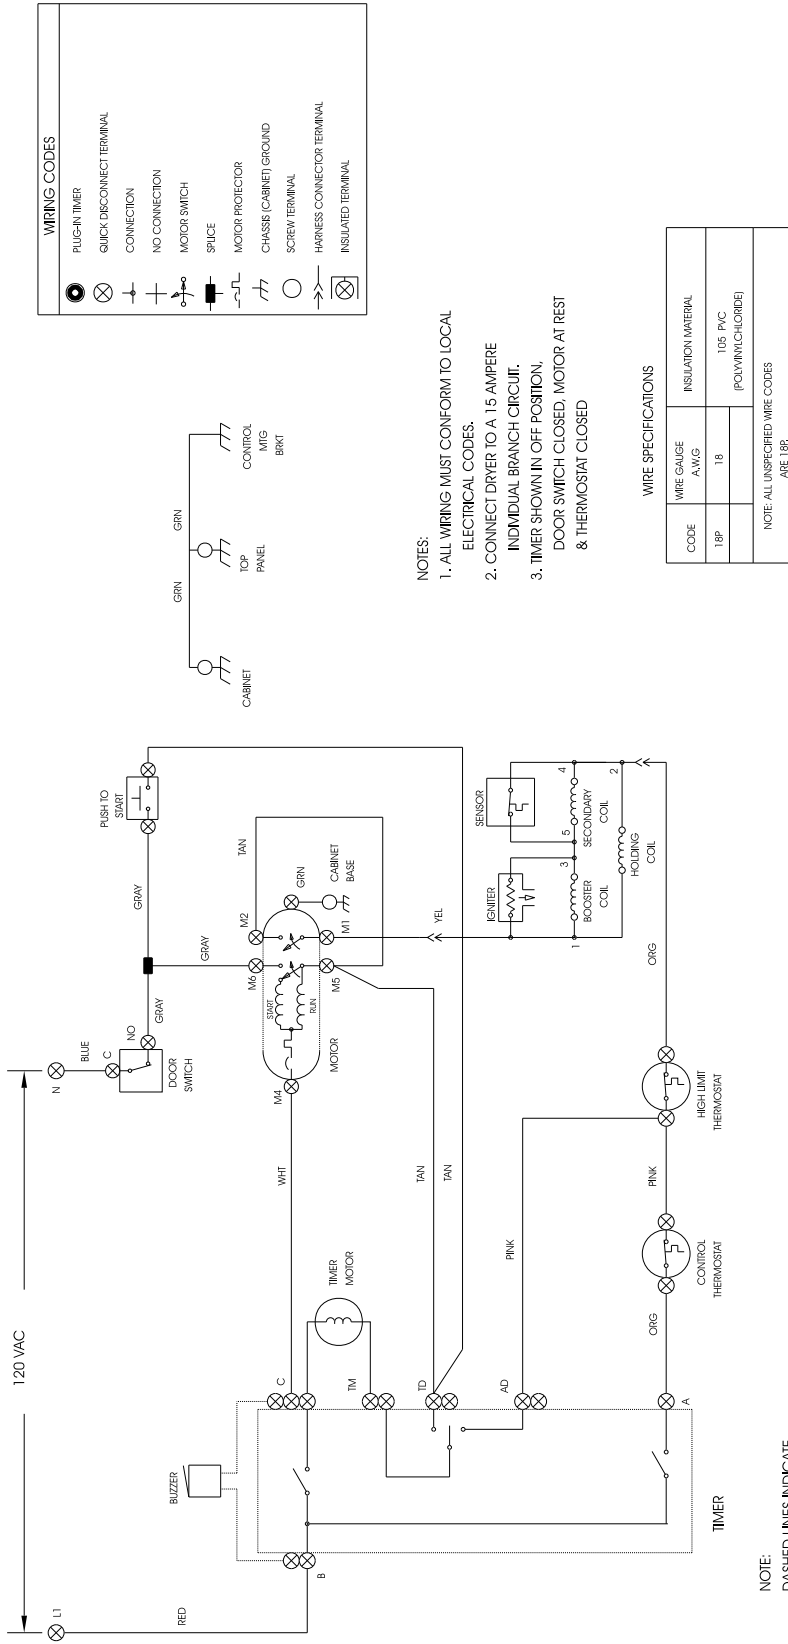 120 VAC
L1
RED
BUZZER
B
C
TM
TD
AD
A
TIMER
TIMER
MOTOR
WHT
TAN
TAN
PINK
ORG
CONTROL
THERMOSTAT
PINK
HIGH LIMIT
THERMOSTAT
ORG
N
BLUE
C
NO
DOOR
SWITCH
GRAY
GRAY
GRAY
PUSH TO
START
M4
M6
M2
M5
M1
START
RUN
MOTOR
TAN
GRN
CABINET
BASE
YEL
IGNITER
SENSOR
1
3
5
4
2
BOOSTER
COIL
SECONDARY
COIL
HOLDING
COIL
CABINET
GRN
TOP
PANEL
GRN
CONTROL
MTG
BRKT
WIRING CODES
PLUG-IN TIMER
QUICK DISCONNECT TERMINAL
CONNECTION
NO CONNECTION
MOTOR SWITCH
SPLICE
MOTOR PROTECTOR
CHASSIS (CABINET) GROUND
SCREW TERMINAL
HARNESS CONNECTOR TERMINAL
INSULATED TERMINAL
NOTES:
1. ALL WIRING MUST CONFORM TO LOCAL
ELECTRICAL CODES.
2. CONNECT DRYER TO A 15 AMPERE
INDIVIDUAL BRANCH CIRCUIT.
3. TIMER SHOWN IN OFF POSITION,
DOOR SWITCH CLOSED, MOTOR AT REST
& THERMOSTAT CLOSED
WIRE SPECIFICATIONS
CODE WIRE GAUGE A.W.G INSULATION MATERIAL
18P 18 105 PVC
(POLYVINYLCHLORIDE)
NOTE: ALL UNSPECIFIED WIRE CODES
ARE 18P.
NOTE:
DASHED LINES INDICATE